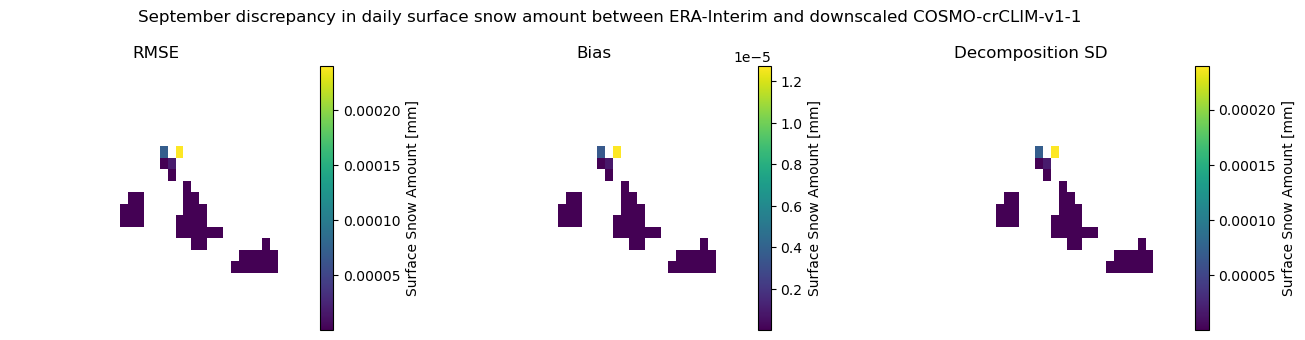 September discrepancy in daily surface snow amount between ERA-Interim and downscaled COSMO-crCLIM-v1-1
RMSE
0.00020
0.00015
0.00010
0.00005
Surface Snow Amount [mm]
Bias
1e−5
1.2
1.0
0.8
0.6
0.4
0.2
Surface Snow Amount [mm]
Decomposition SD
0.00020
0.00015
0.00010
0.00005
Surface Snow Amount [mm]